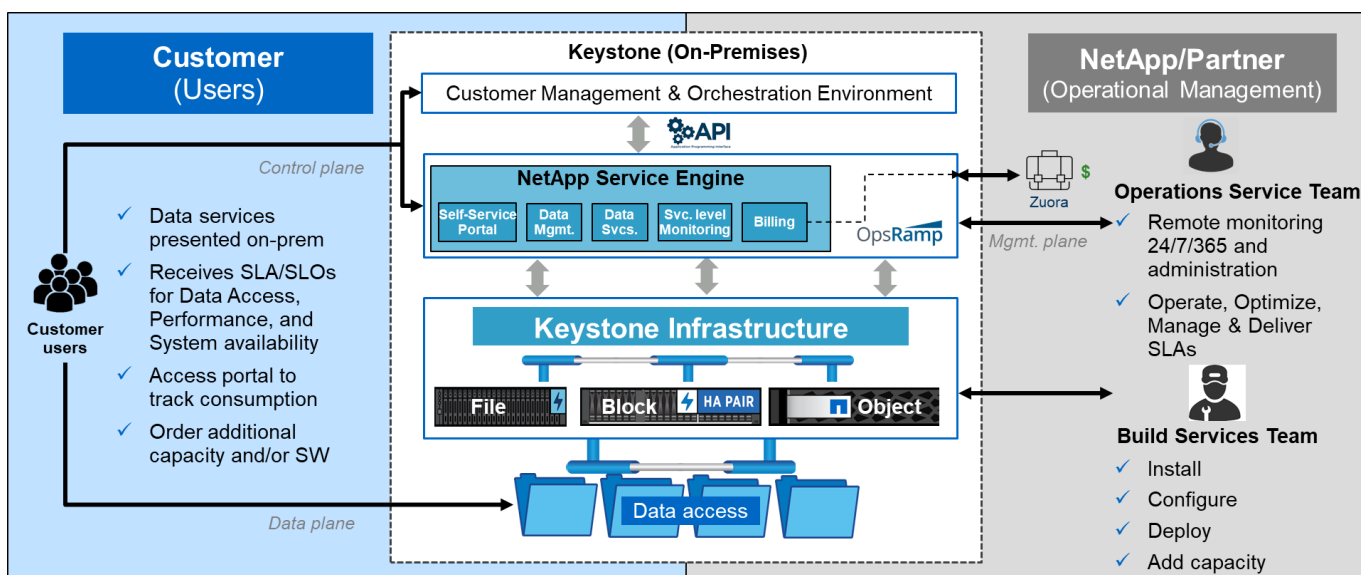 Customer
(Users)
Control plane
Data services
presented on-prem
Receives SLA/SLOs
for Data Access,
Performance, and
System availability
Access portal to
track consumption
Order additional
capacity and/or SW
Customer
users
Data plane
Keystone (On-Premises)
Customer Management & Orchestration Environment
API
Application Programming Interface
NetApp Service Engine
Self-Service
Portal
Data
Mgmt.
Data
Svcs.
Svc. level
Monitoring
Billing
OpsRamp
Keystone Infrastructure
File
Block
HA PAIR
Object
Data access
NetApp/Partner
(Operational Management)
$
Zuora
Mgmt. plane
Operations Service Team
Remote monitoring
24/7/365 and
administration
Operate, Optimize,
Manage & Deliver
SLAs
Build Services Team
Install
Configure
Deploy
Add capacity